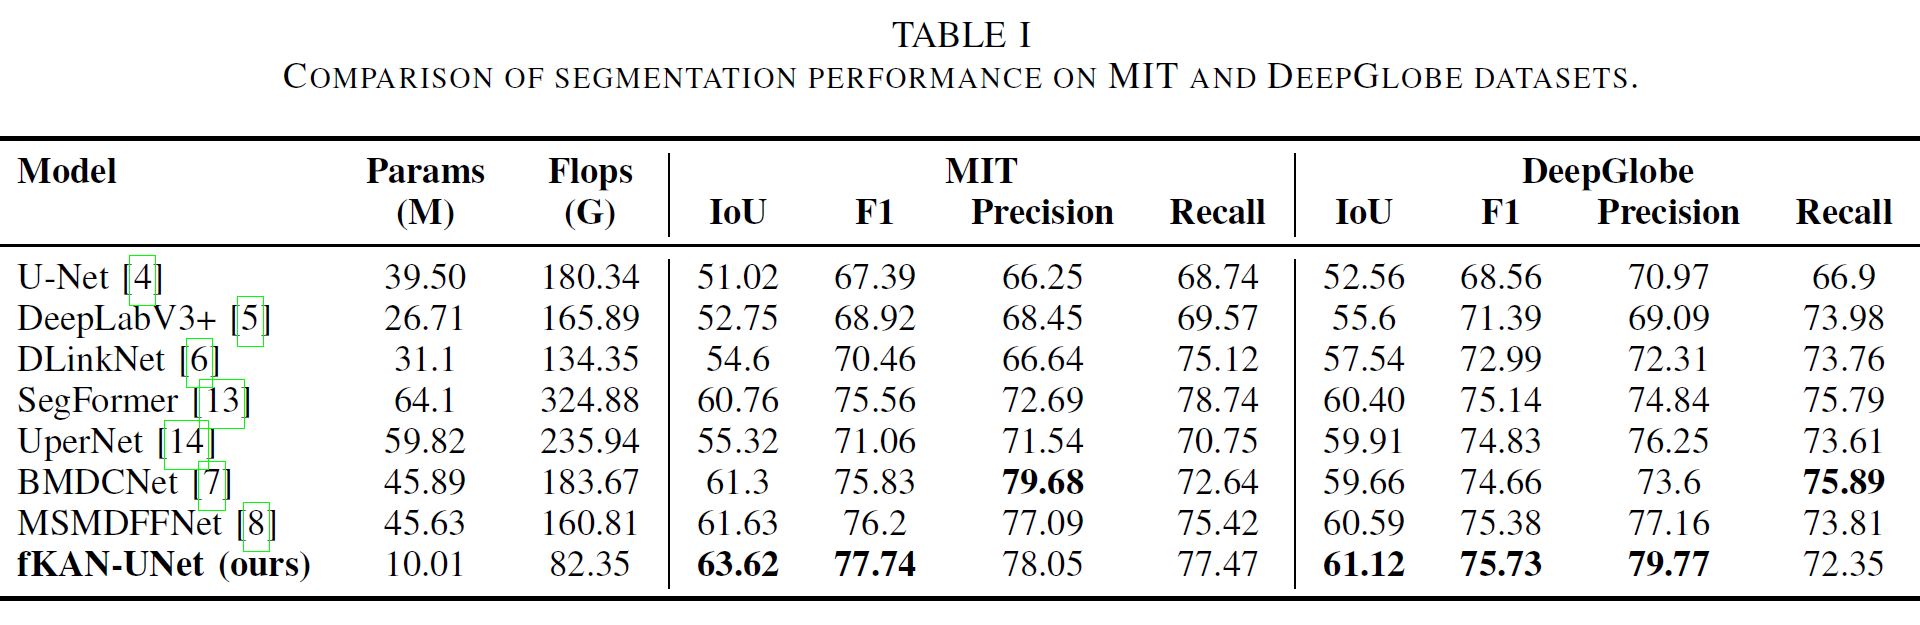 TABLE I
COMPARISON OF SEGMENTATION PERFORMANCE ON MIT AND DEEPGLOBE DATASETS.
Model Params Flops MIT DeepGlobe
(M) (G) IoU F1 Precision Recall IoU F1 Precision Recall
U-Net [4] 39.50 180.34 51.02 67.39 66.25 68.74 52.56 68.56 70.97 66.9
DeepLabV3+ [5] 26.71 165.89 52.75 68.92 68.45 69.57 55.6 71.39 69.09 73.98
DLinkNet [6] 31.1 134.35 54.6 70.46 66.64 75.12 57.54 72.99 72.31 73.76
SegFormer [13] 64.1 324.88 60.76 75.56 72.69 78.74 60.40 75.14 74.84 75.79
UperNet [14] 59.82 235.94 55.32 71.06 71.54 70.75 59.91 74.83 76.25 73.61
BMDCNet [7] 45.89 183.67 61.3 75.83 79.68 72.64 59.66 74.66 73.6 75.89
MSMDFFNet [8] 45.63 160.81 61.63 76.2 77.09 75.42 60.59 75.38 77.16 73.81
fKAN-UNet (ours) 10.01 82.35 63.62 77.74 78.05 77.47 61.12 75.73 79.77 72.35